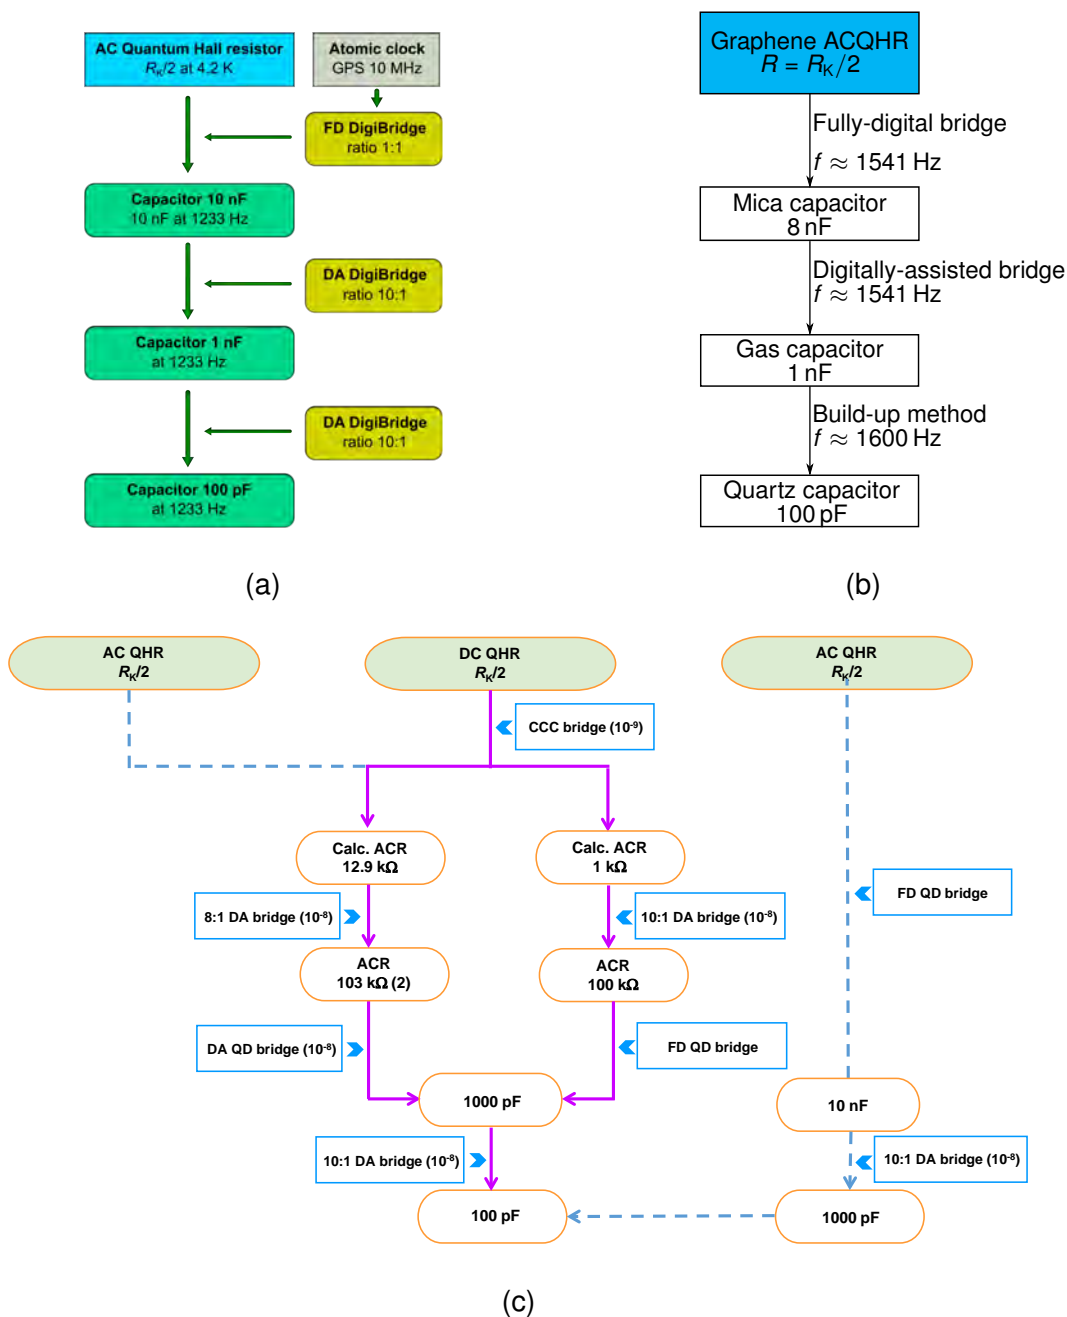 AC Quantum Hall resistor
RK/2 at 4.2 K
Atomic clock
GPS 10 MHz
FD DigiBridge
ratio 1:1
Capacitor 10 nF
10 nF at 1233 Hz
DA DigiBridge
ratio 10:1
Capacitor 1 nF
at 1233 Hz
DA DigiBridge
ratio 10:1
Capacitor 100 pF
at 1233 Hz
(a)
Graphene ACQHR
R = RK/2
Fully-digital bridge
f ≈ 1541 Hz
Mica capacitor
8 nF
Digitally-assisted bridge
f ≈ 1541 Hz
Gas capacitor
1 nF
Build-up method
f ≈ 1600 Hz
Quartz capacitor
100 pF
(b)
AC QHR
RK/2
DC QHR
RK/2
AC QHR
RK/2
CCC bridge (10⁻⁹)
Calc. ACR
12.9 kΩ
Calc. ACR
1 kΩ
FD QD bridge
8:1 DA bridge (10⁻⁸)
10:1 DA bridge (10⁻⁸)
ACR
103 kΩ (2)
ACR
100 kΩ
DA QD bridge (10⁻⁸)
FD QD bridge
1000 pF
10 nF
10:1 DA bridge (10⁻⁸)
10:1 DA bridge (10⁻⁸)
100 pF
1000 pF
(c)